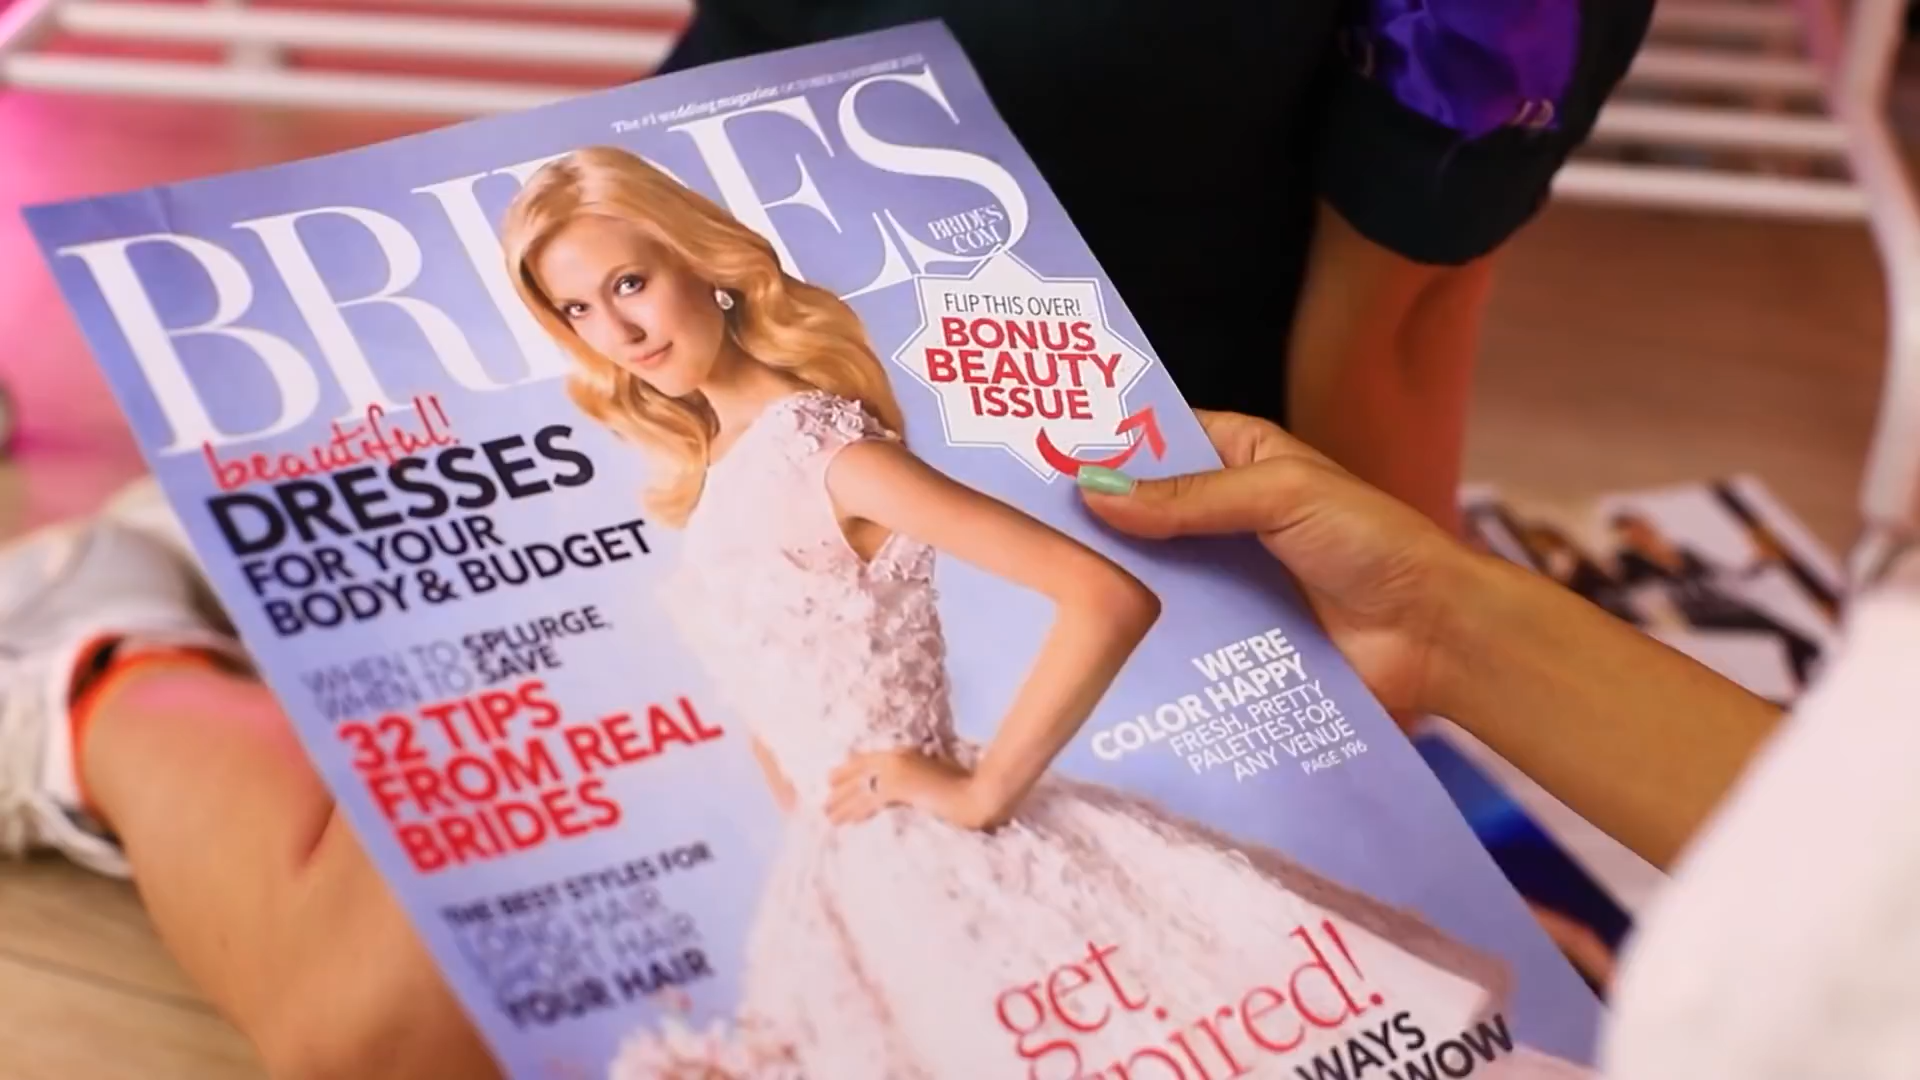 The #1 wedding magazine
BRIDES
BRIDES
.COM
FLIP THIS OVER!
BONUS
BEAUTY
ISSUE
beautiful!
DRESSES
FOR YOUR
BODY & BUDGET
WHEN TO SPLURGE,
WHEN TO SAVE
32 TIPS
FROM REAL
BRIDES
WE'RE
COLOR HAPPY
FRESH, PRETTY
PALETTES FOR
ANY VENUE
PAGE 196
THE BEST STYLES FOR
LONG HAIR
SHORT HAIR
YOUR HAIR
get
pired!
WAYS
WOW